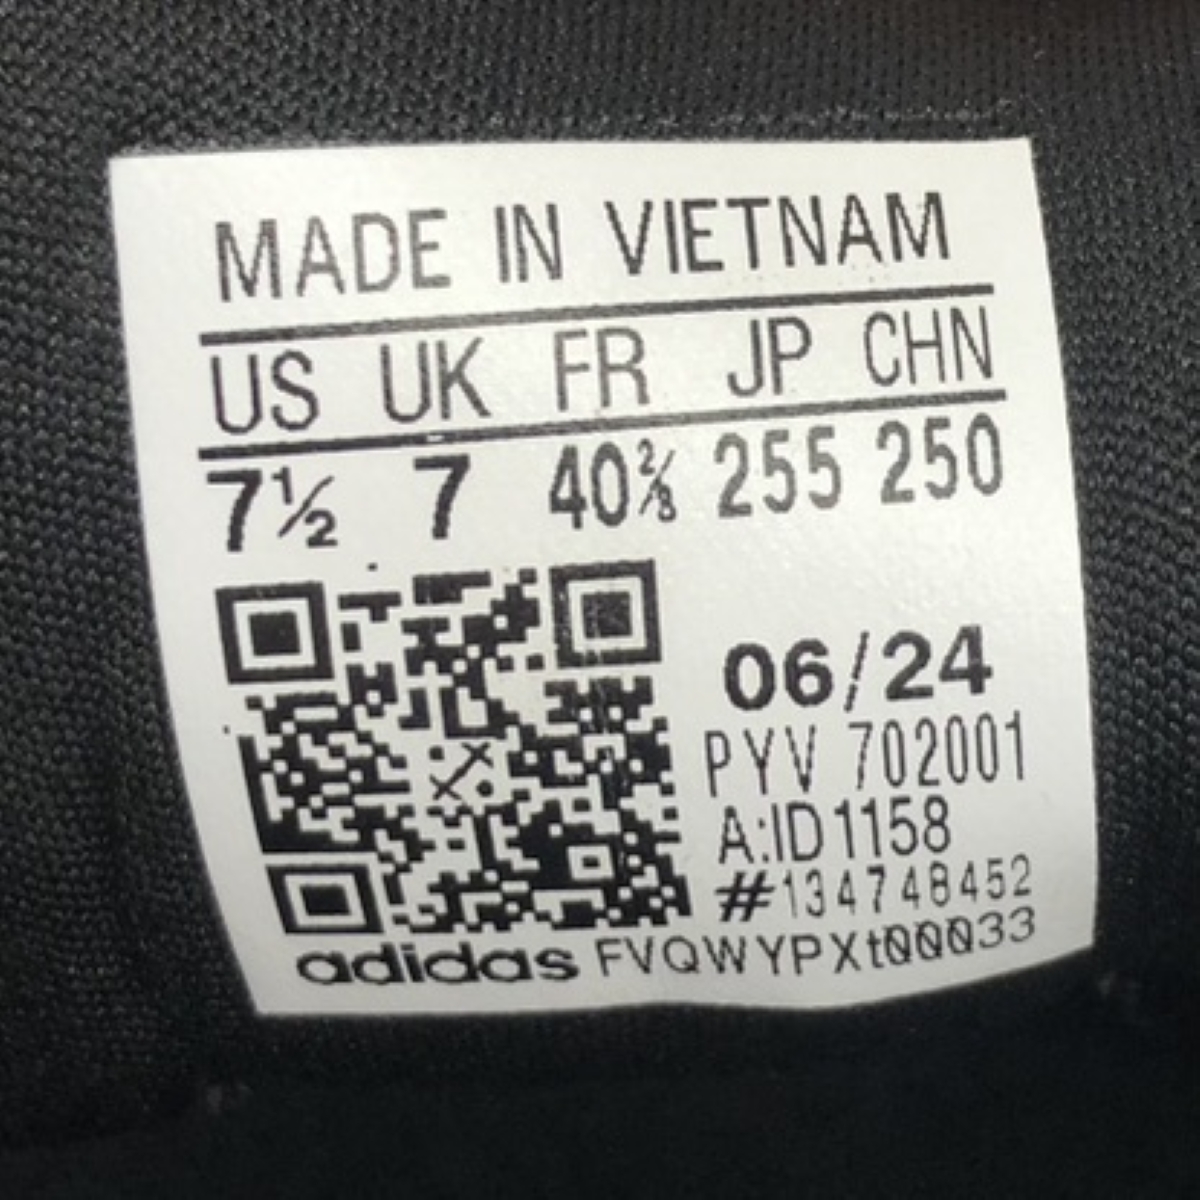 MADE IN VIETNAM
US UK FR JP CHN
7½ 7 40⅔ 255 250
06/24
PYV 702001
A:ID1158
#134748452
adidas FVQWYPXt00033